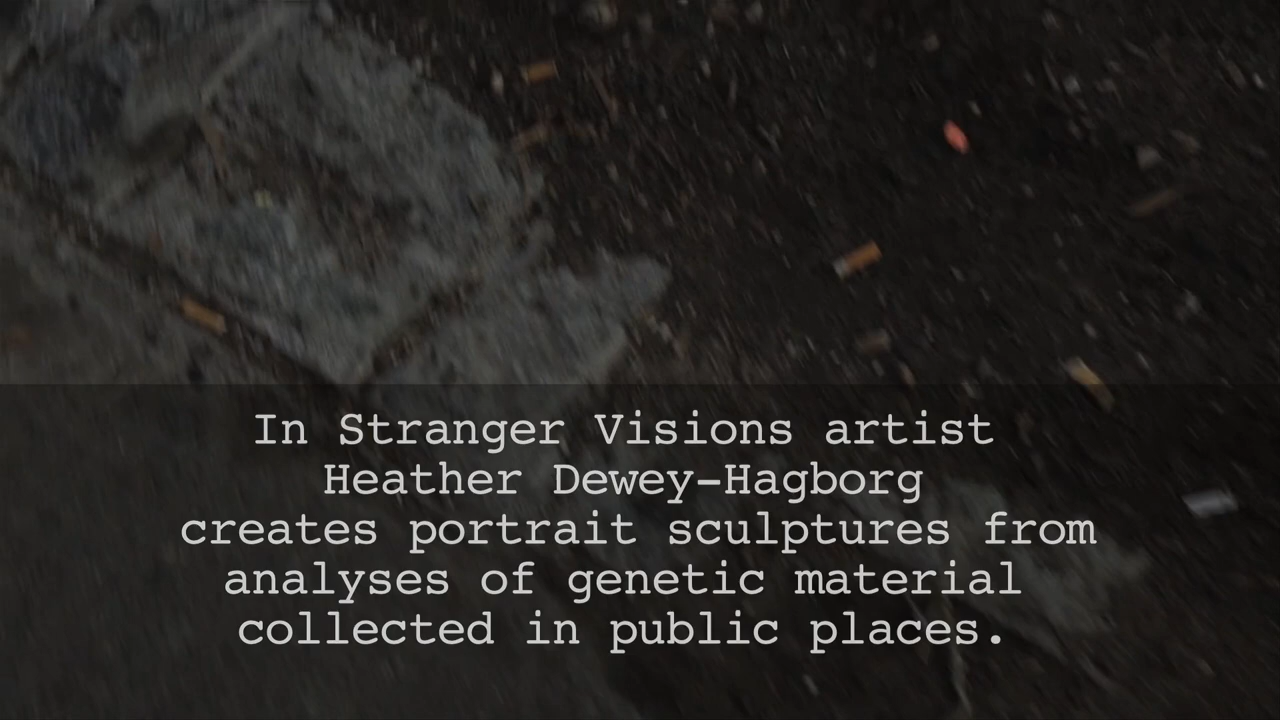 In Stranger Visions artist
Heather Dewey-Hagborg
creates portrait sculptures from
analyses of genetic material
collected in public places.